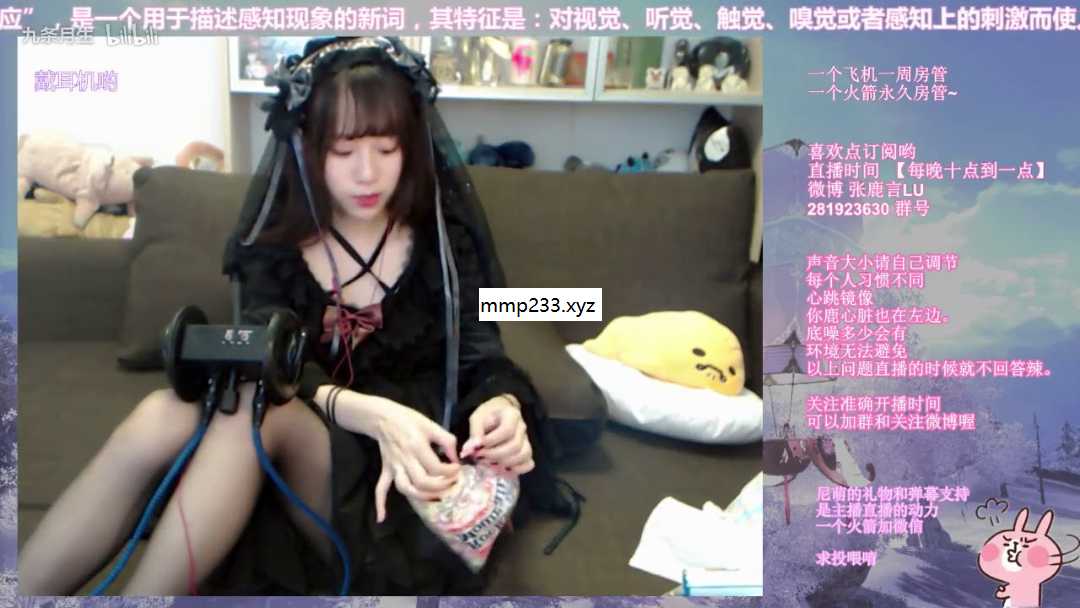 应”，是一个用于描述感知现象的新词，其特征是：对视觉、听觉、触觉、嗅觉或者感知上的刺激而使
九条月生 bilibili
戴耳机哟
一个飞机一周房管
一个火箭永久房管~
喜欢点订阅哟
直播时间 【每晚十点到一点】
微博 张鹿言LU
281923630 群号
mmp233.xyz
声音大小请自己调节
每个人习惯不同
心跳镜像
你鹿心脏也在左边。
底噪多少会有
环境无法避免
以上问题直播的时候就不回答辣。
关注准确开播时间
可以加群和关注微博喔
尼萌的礼物和弹幕支持
是主播直播的动力
一个火箭加微信
求投喂唷